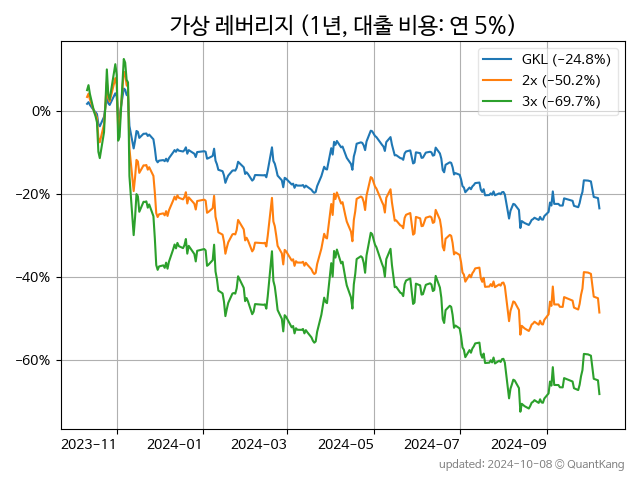 가상 레버리지 (1년, 대출 비용: 연 5%)
GKL (−24.8%)
2x (−50.2%)
3x (−69.7%)
0%
−20%
−40%
−60%
2023-11 2024-01 2024-03 2024-05 2024-07 2024-09
updated: 2024-10-08 © QuantKang